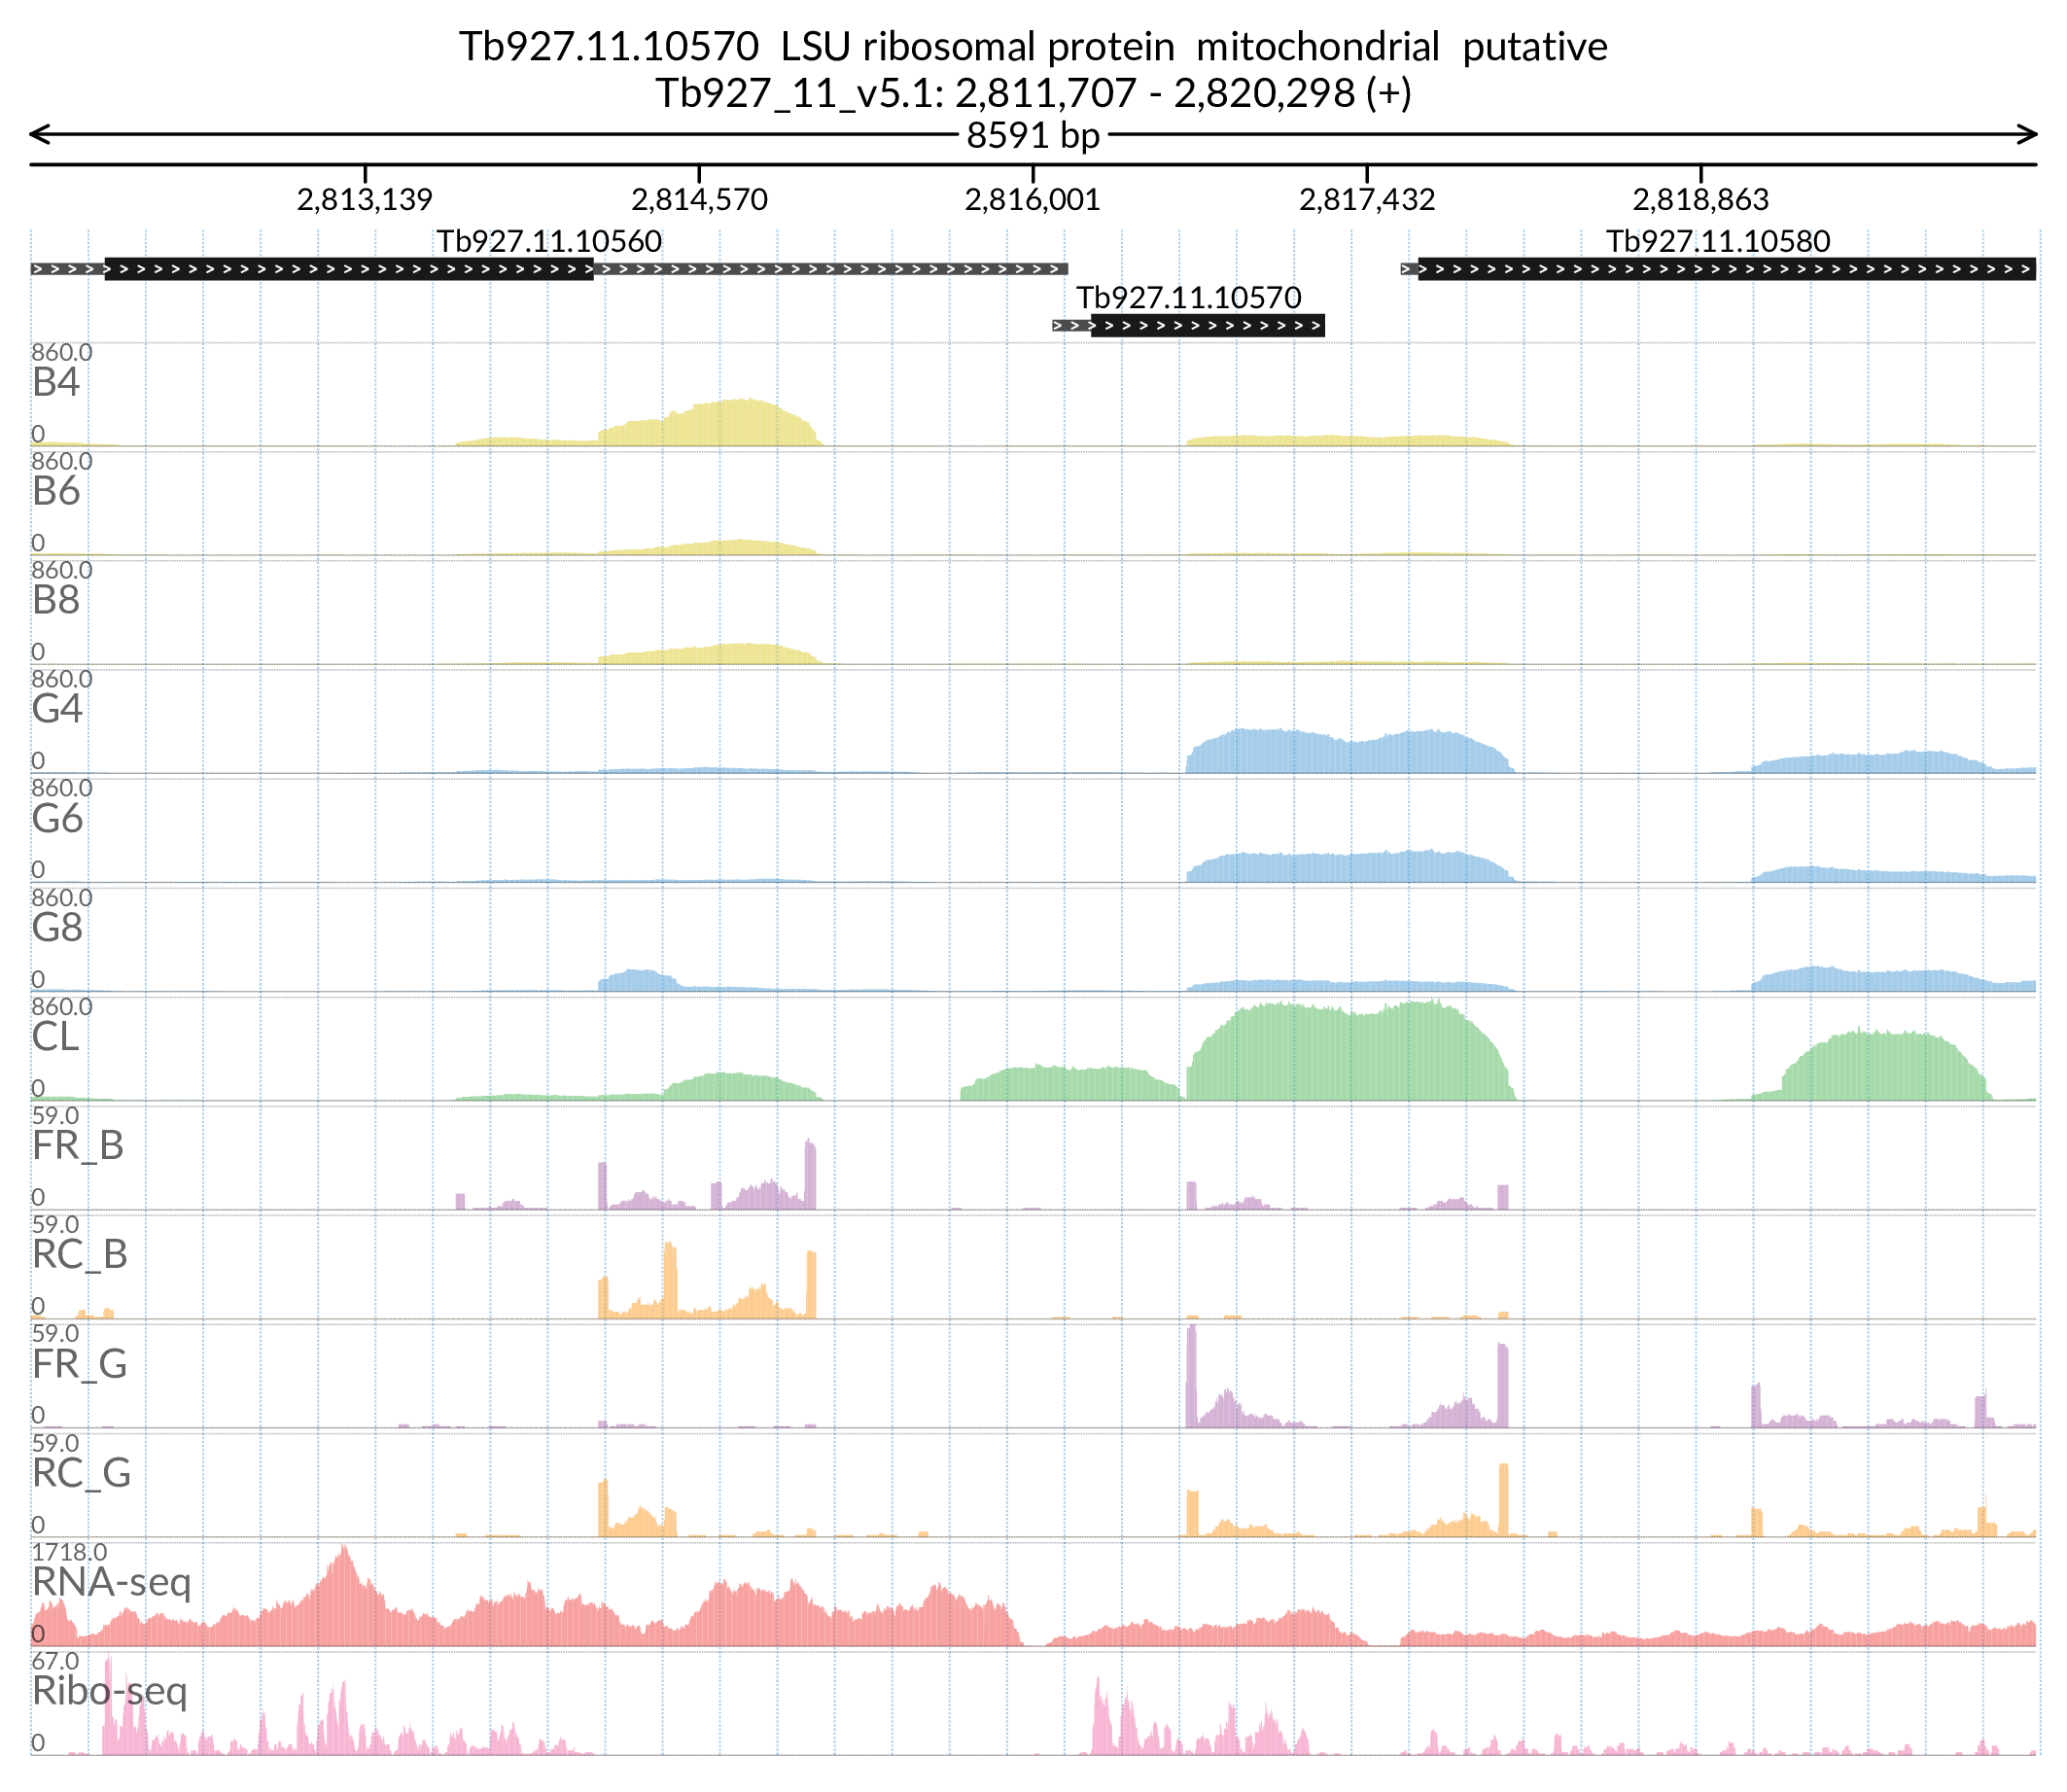 Tb927.11.10570 LSU ribosomal protein mitochondrial putative
Tb927_11_v5.1: 2,811,707 - 2,820,298 (+)
8591 bp
2,813,139 2,814,570 2,816,001 2,817,432 2,818,863
Tb927.11.10560 Tb927.11.10580
Tb927.11.10570
860.0
B4
0
860.0
B6
0
860.0
B8
0
860.0
G4
0
860.0
G6
0
860.0
G8
0
860.0
CL
0
59.0
FR_B
0
59.0
RC_B
0
59.0
FR_G
0
59.0
RC_G
0
1718.0
RNA-seq
0
67.0
Ribo-seq
0